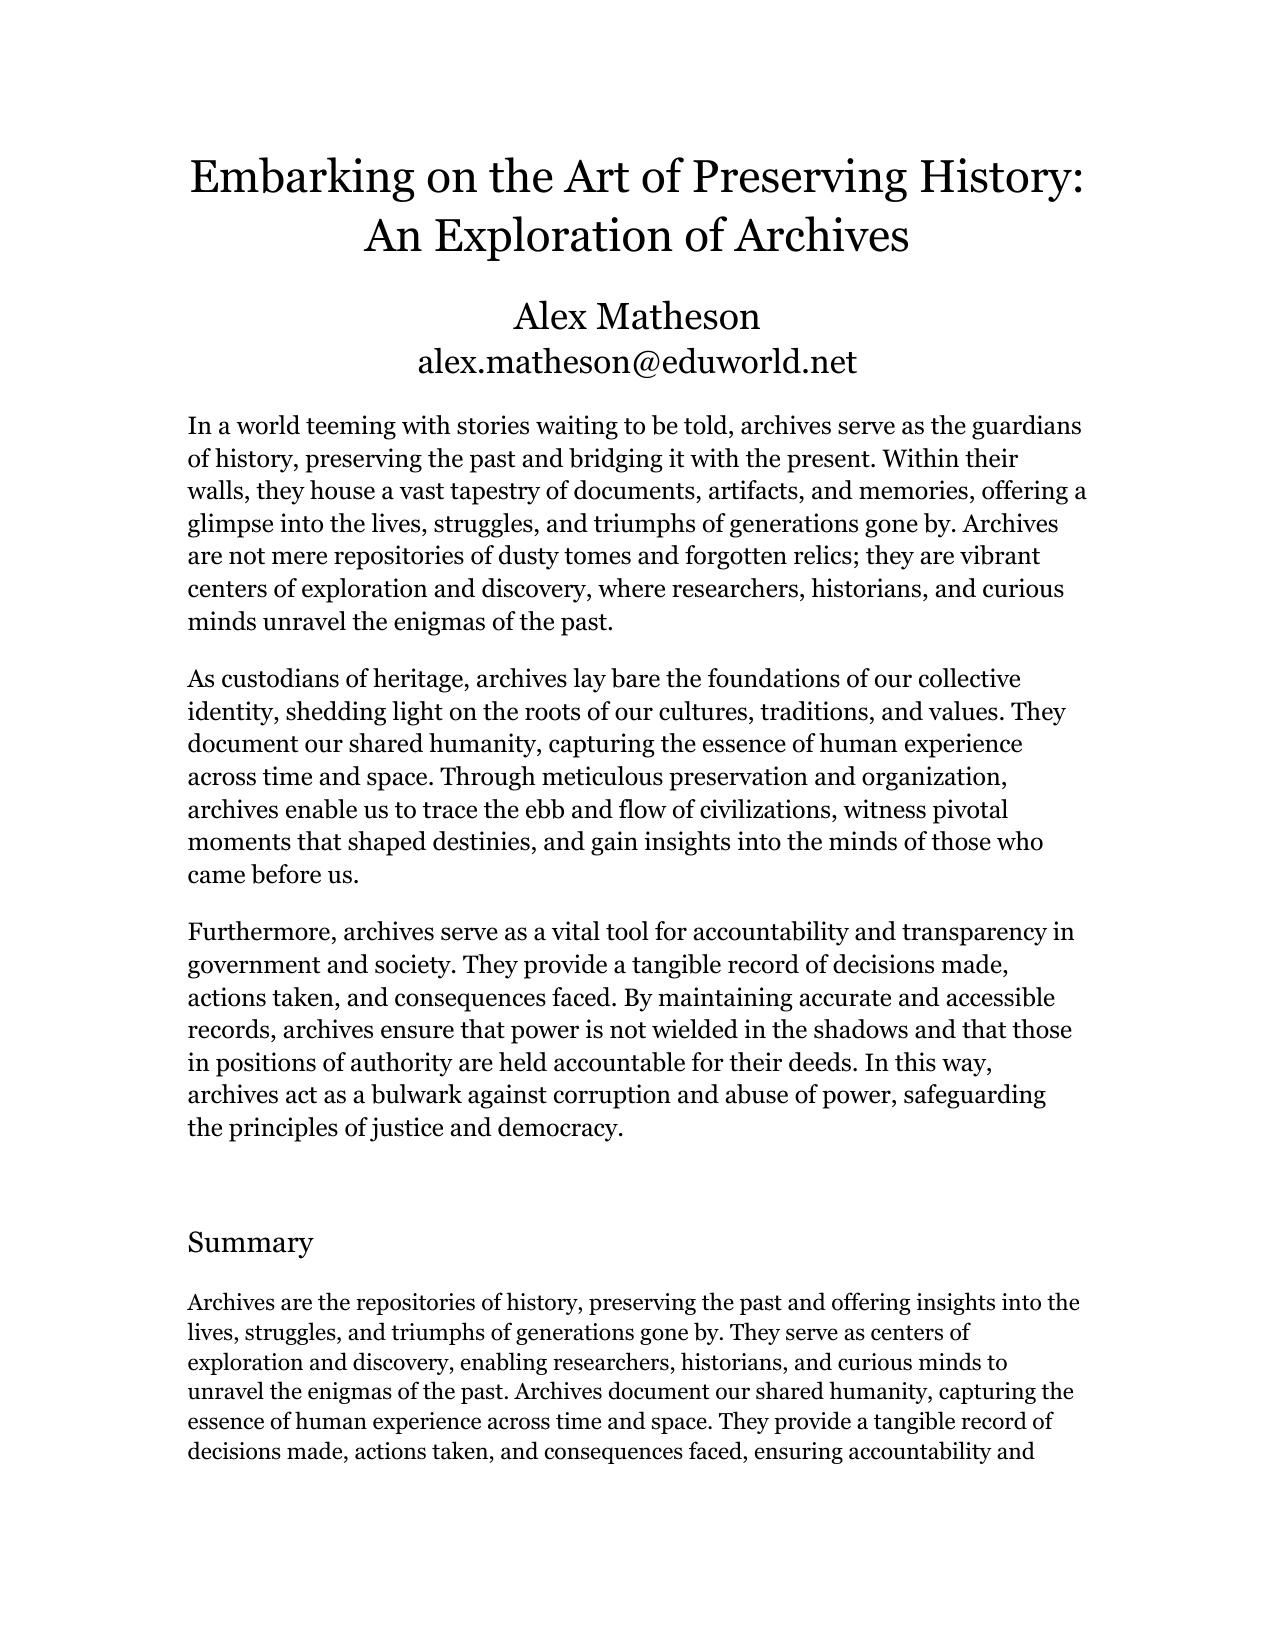 Embarking on the Art of Preserving History:
An Exploration of Archives
Alex Matheson
alex.matheson@eduworld.net
In a world teeming with stories waiting to be told, archives serve as the guardians
of history, preserving the past and bridging it with the present. Within their
walls, they house a vast tapestry of documents, artifacts, and memories, offering a
glimpse into the lives, struggles, and triumphs of generations gone by. Archives
are not mere repositories of dusty tomes and forgotten relics; they are vibrant
centers of exploration and discovery, where researchers, historians, and curious
minds unravel the enigmas of the past.
As custodians of heritage, archives lay bare the foundations of our collective
identity, shedding light on the roots of our cultures, traditions, and values. They
document our shared humanity, capturing the essence of human experience
across time and space. Through meticulous preservation and organization,
archives enable us to trace the ebb and flow of civilizations, witness pivotal
moments that shaped destinies, and gain insights into the minds of those who
came before us.
Furthermore, archives serve as a vital tool for accountability and transparency in
government and society. They provide a tangible record of decisions made,
actions taken, and consequences faced. By maintaining accurate and accessible
records, archives ensure that power is not wielded in the shadows and that those
in positions of authority are held accountable for their deeds. In this way,
archives act as a bulwark against corruption and abuse of power, safeguarding
the principles of justice and democracy.
Summary
Archives are the repositories of history, preserving the past and offering insights into the
lives, struggles, and triumphs of generations gone by. They serve as centers of
exploration and discovery, enabling researchers, historians, and curious minds to
unravel the enigmas of the past. Archives document our shared humanity, capturing the
essence of human experience across time and space. They provide a tangible record of
decisions made, actions taken, and consequences faced, ensuring accountability and